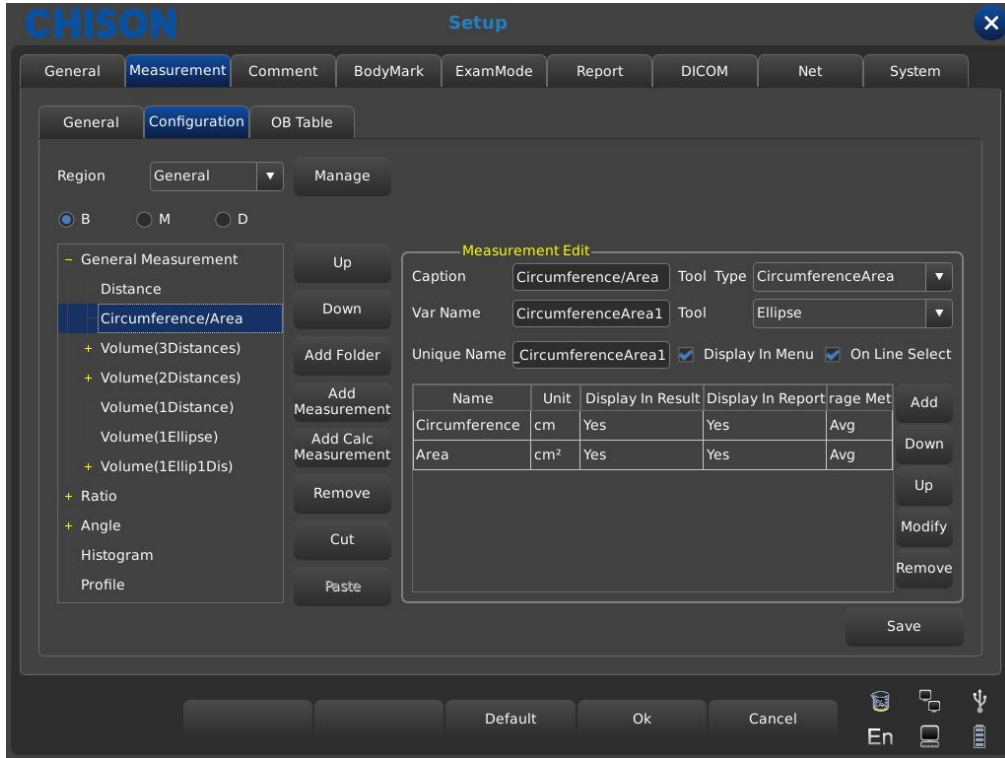 CHISON
Setup
General Measurement Comment BodyMark ExamMode Report DICOM Net System
General Configuration OB Table
Region General Manage
B M D
General Measurement
Distance
Circumference/Area
Volume(3Distances)
Volume(2Distances)
Volume(1Distance)
Volume(1Ellipse)
Volume(1Ellip1Dis)
Ratio
Angle
Histogram
Profile
Up
Down
Add Folder
Add
Measurement
Add Calc
Measurement
Remove
Cut
Paste
Measurement Edit
Caption Circumference/Area Tool Type CircumferenceArea
Var Name CircumferenceArea1 Tool Ellipse
Unique Name _CircumferenceArea1 Display In Menu On Line Select
Name Unit Display In Result Display In Report rage Met
Circumference cm Yes Yes Avg
Area cm² Yes Yes Avg
Add
Down
Up
Modify
Remove
Save
Default Ok Cancel
En